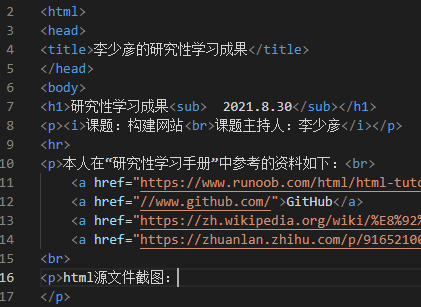 2 <html>
3 <head>
4 <title>李少彦的研究性学习成果</title>
5 </head>
6 <body>
7 <h1>研究性学习成果<sub>  2021.8.30</sub></h1>
8 <p><i>课题：构建网站<br>课题主持人：李少彦</i></p>
9 <hr>
10 <p>本人在“研究性学习手册”中参考的资料如下：<br>
11 <a href="https://www.runoob.com/html/html-tuto
12 <a href="//www.github.com/">GitHub</a>
13 <a href="https://zh.wikipedia.org/wiki/%E8%92%
14 <a href="https://zhuanlan.zhihu.com/p/91652100
15 <br>
16 <p>html源文件截图：
17 </p>